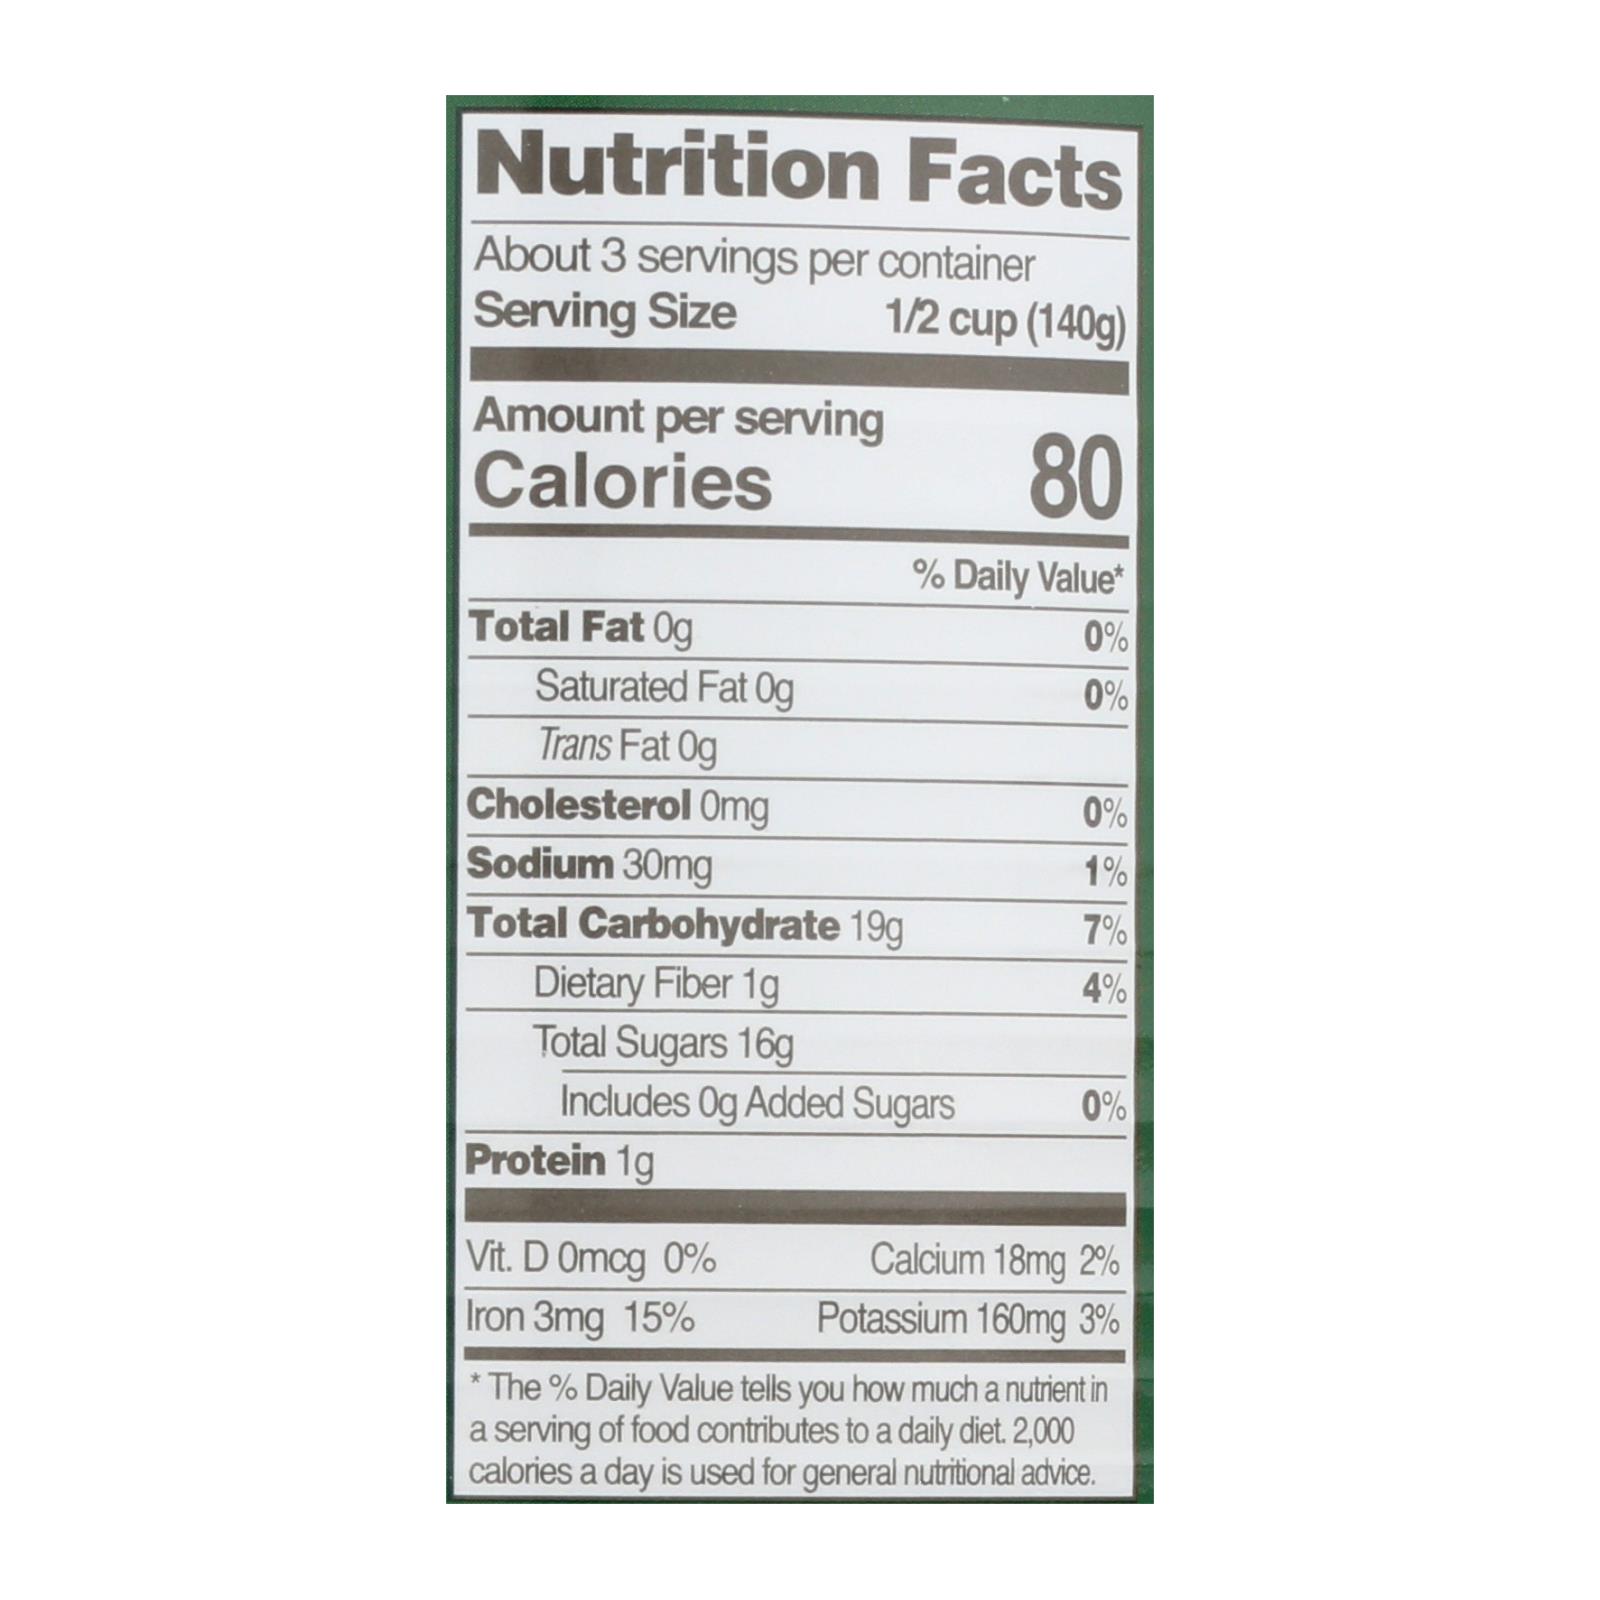 Nutrition Facts
About 3 servings per container
Serving Size 1/2 cup (140g)
Amount per serving
Calories 80
% Daily Value*
Total Fat 0g 0%
Saturated Fat 0g 0%
Trans Fat 0g
Cholesterol 0mg 0%
Sodium 30mg 1%
Total Carbohydrate 19g 7%
Dietary Fiber 1g 4%
Total Sugars 16g
Includes 0g Added Sugars 0%
Protein 1g
Vit. D 0mcg 0% Calcium 18mg 2%
Iron 3mg 15% Potassium 160mg 3%
* The % Daily Value tells you how much a nutrient in
a serving of food contributes to a daily diet. 2,000
calories a day is used for general nutritional advice.